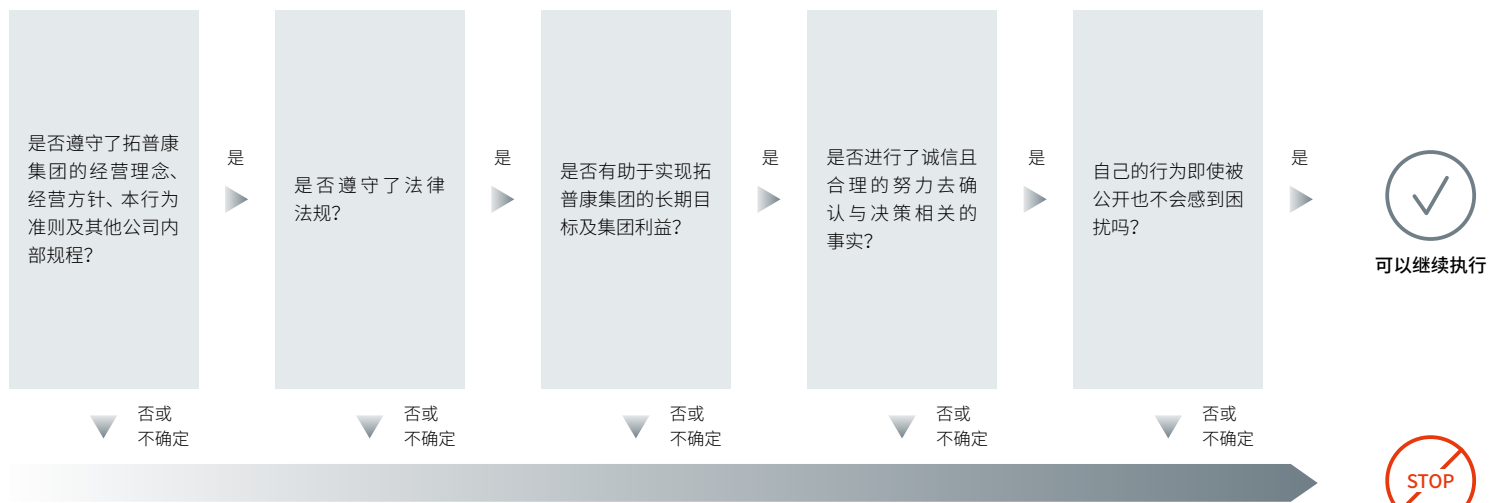 是否遵守了拓普康
集团的经营理念、
经营方针、本行为
准则及其他公司内
部规程?
是
是否遵守了法律
法规?
是
是否有助于实现拓
普康集团的长期目
标及集团利益?
是
是否进行了诚信且
合理的努力去确
认与决策相关的
事实?
是
自己的行为即使被
公开也不会感到困
扰吗?
是
可以继续执行
否或
不确定
否或
不确定
否或
不确定
否或
不确定
否或
不确定
STOP